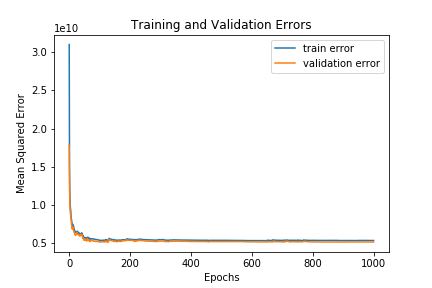 Training and Validation Errors
1e10
train error
validation error
3.0
2.5
2.0
1.5
1.0
0.5
Mean Squared Error
0
200
400
600
800
1000
Epochs